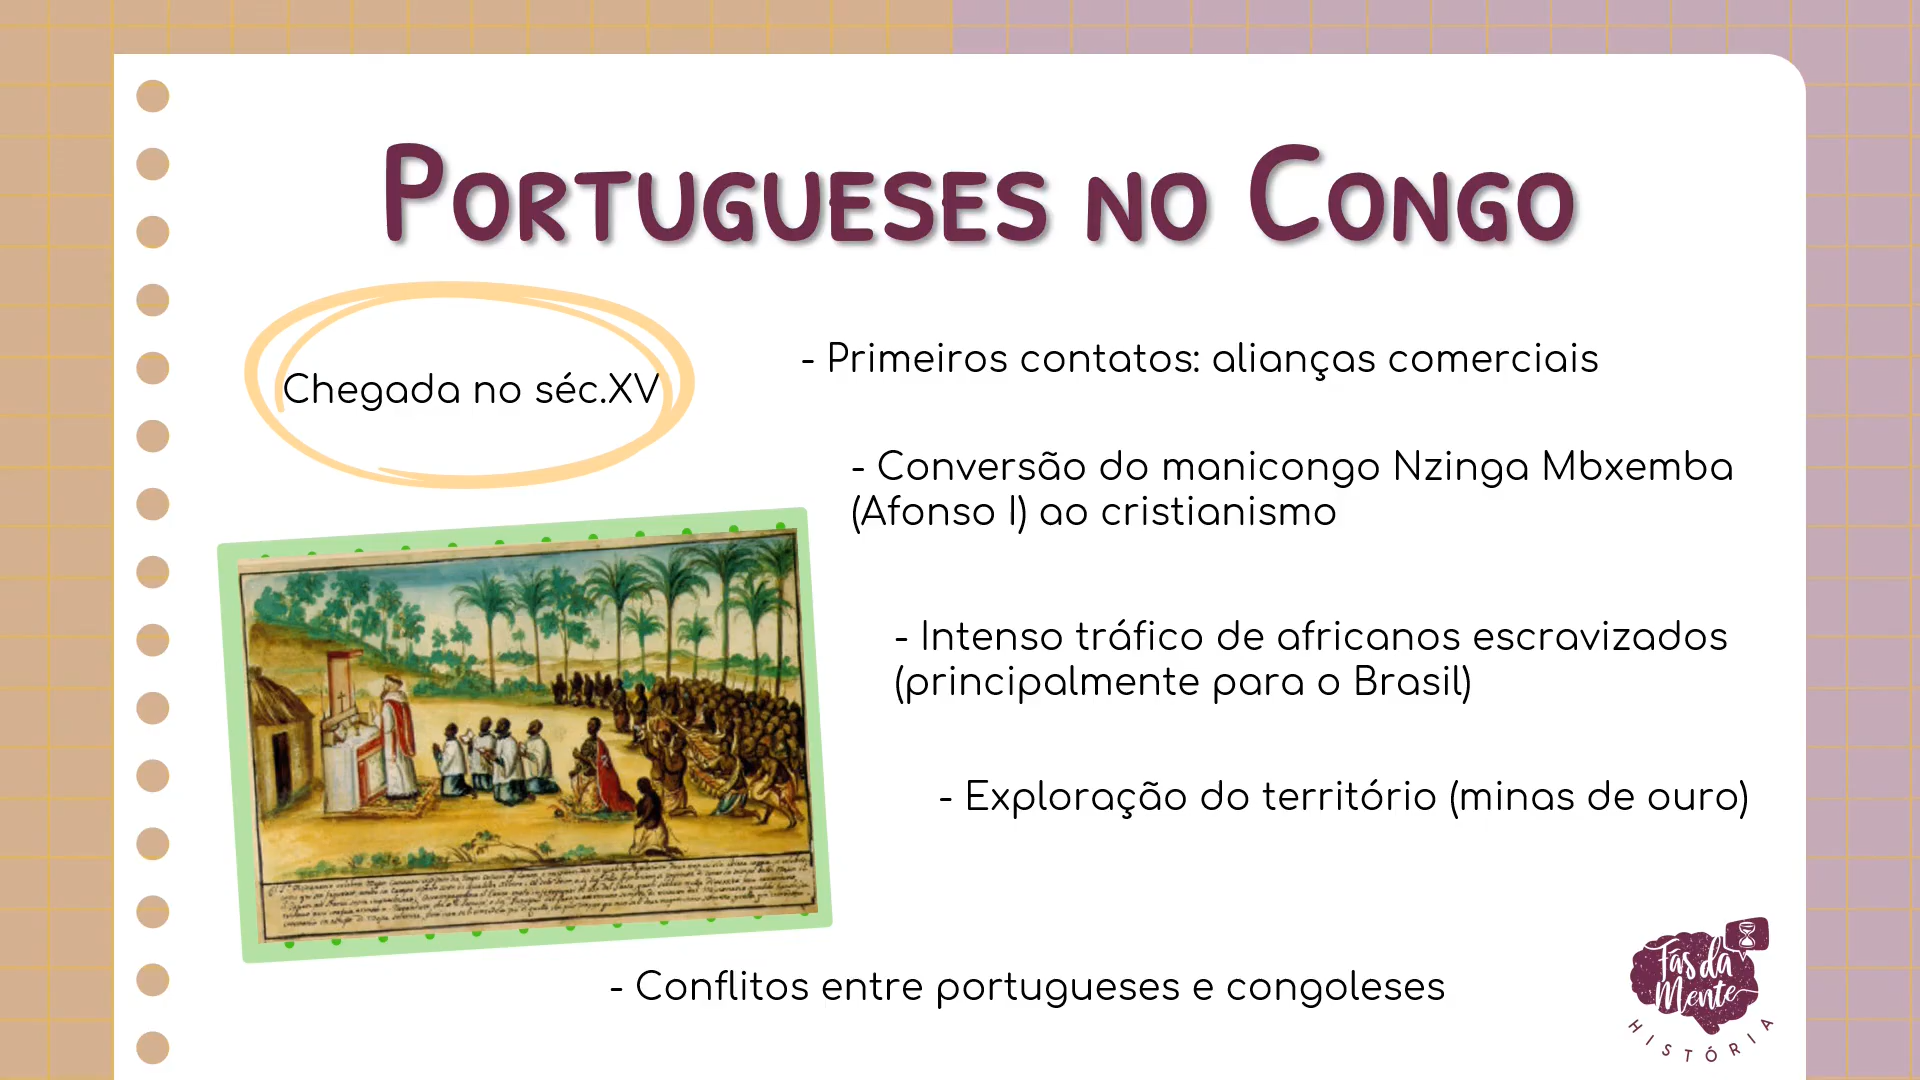 Portugueses no Congo
Chegada no séc.XV
- Primeiros contatos: alianças comerciais
- Conversão do manicongo Nzinga Mbxemba
(Afonso I) ao cristianismo
- Intenso tráfico de africanos escravizados
(principalmente para o Brasil)
- Exploração do território (minas de ouro)
- Conflitos entre portugueses e congoleses
Fãs da
Mente
HISTÓRIA